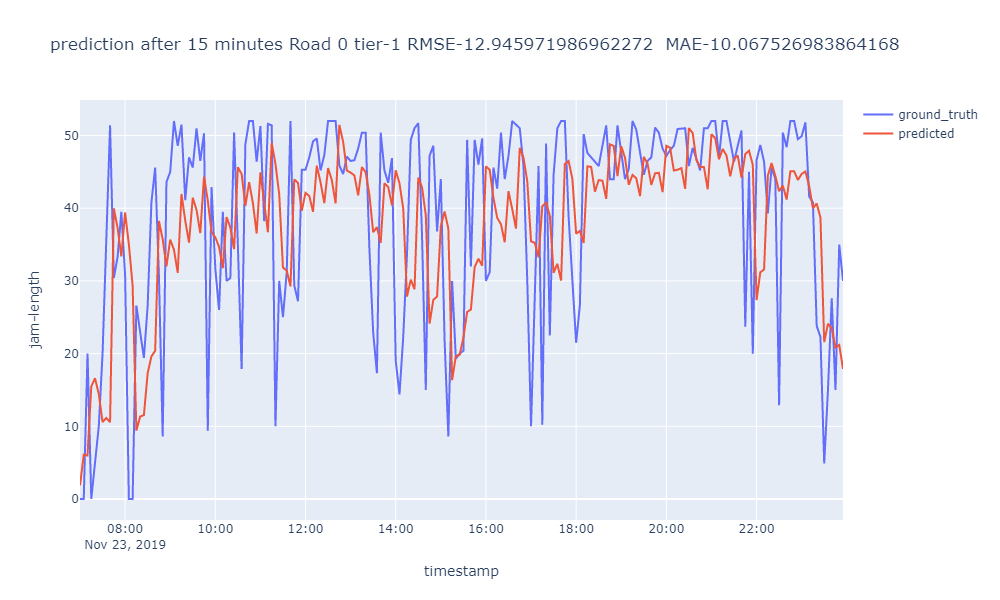 prediction after 15 minutes Road 0 tier-1 RMSE-12.945971986962272  MAE-10.067526983864168
ground_truth
predicted
50
40
30
20
10
0
jam-length
08:00 10:00 12:00 14:00 16:00 18:00 20:00 22:00
Nov 23, 2019
timestamp